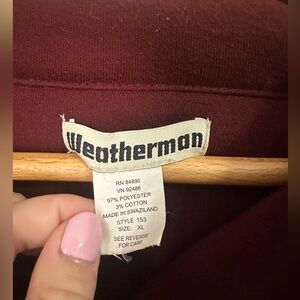 Weatherman
RN 84890
VN 92486
97% POLYESTER
3% COTTON
MADE IN SWAZILAND
STYLE 153
SIZE: XL
SEE REVERSE
FOR CARE